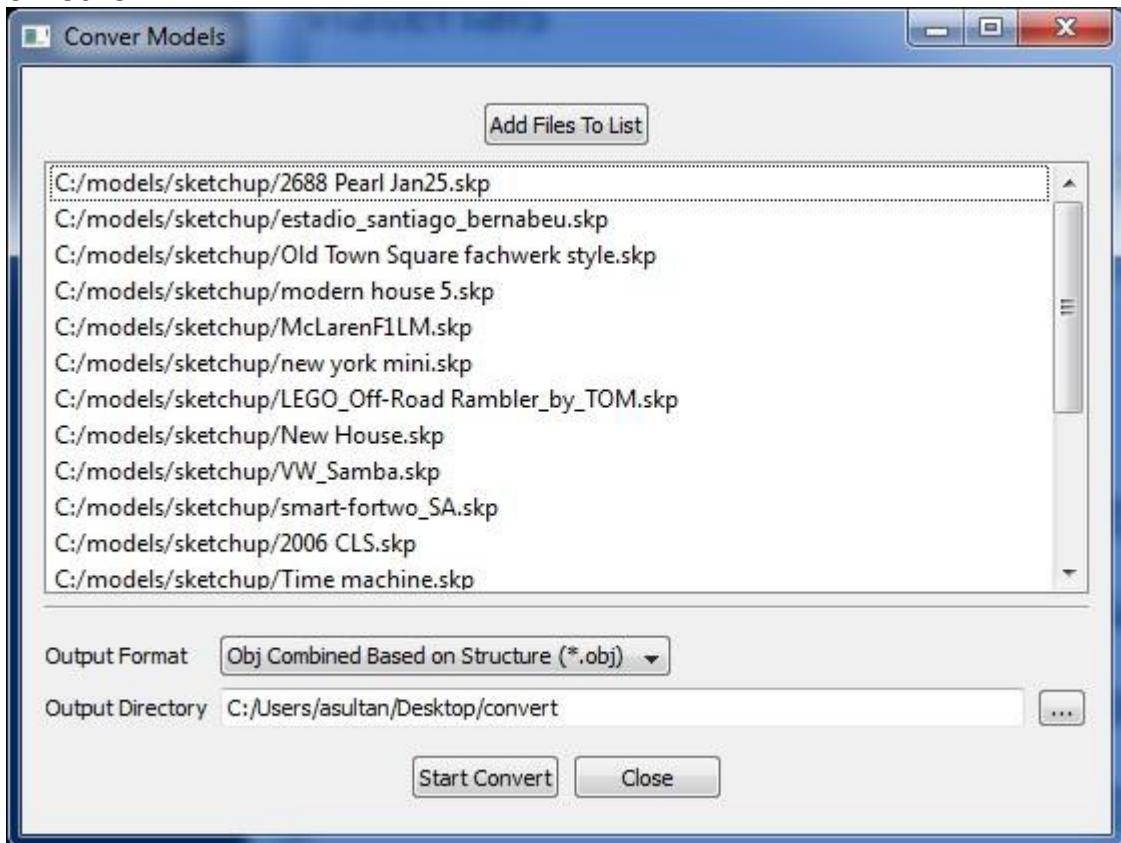 Conver Models
Add Files To List
C:/models/sketchup/2688 Pearl Jan25.skp
C:/models/sketchup/estadio_santiago_bernabeu.skp
C:/models/sketchup/Old Town Square fachwerk style.skp
C:/models/sketchup/modern house 5.skp
C:/models/sketchup/McLarenF1LM.skp
C:/models/sketchup/new york mini.skp
C:/models/sketchup/LEGO_Off-Road Rambler_by_TOM.skp
C:/models/sketchup/New House.skp
C:/models/sketchup/VW_Samba.skp
C:/models/sketchup/smart-fortwo_SA.skp
C:/models/sketchup/2006 CLS.skp
C:/models/sketchup/Time machine.skp
Output Format Obj Combined Based on Structure (*.obj)
Output Directory C:/Users/asultan/Desktop/convert ...
Start Convert Close